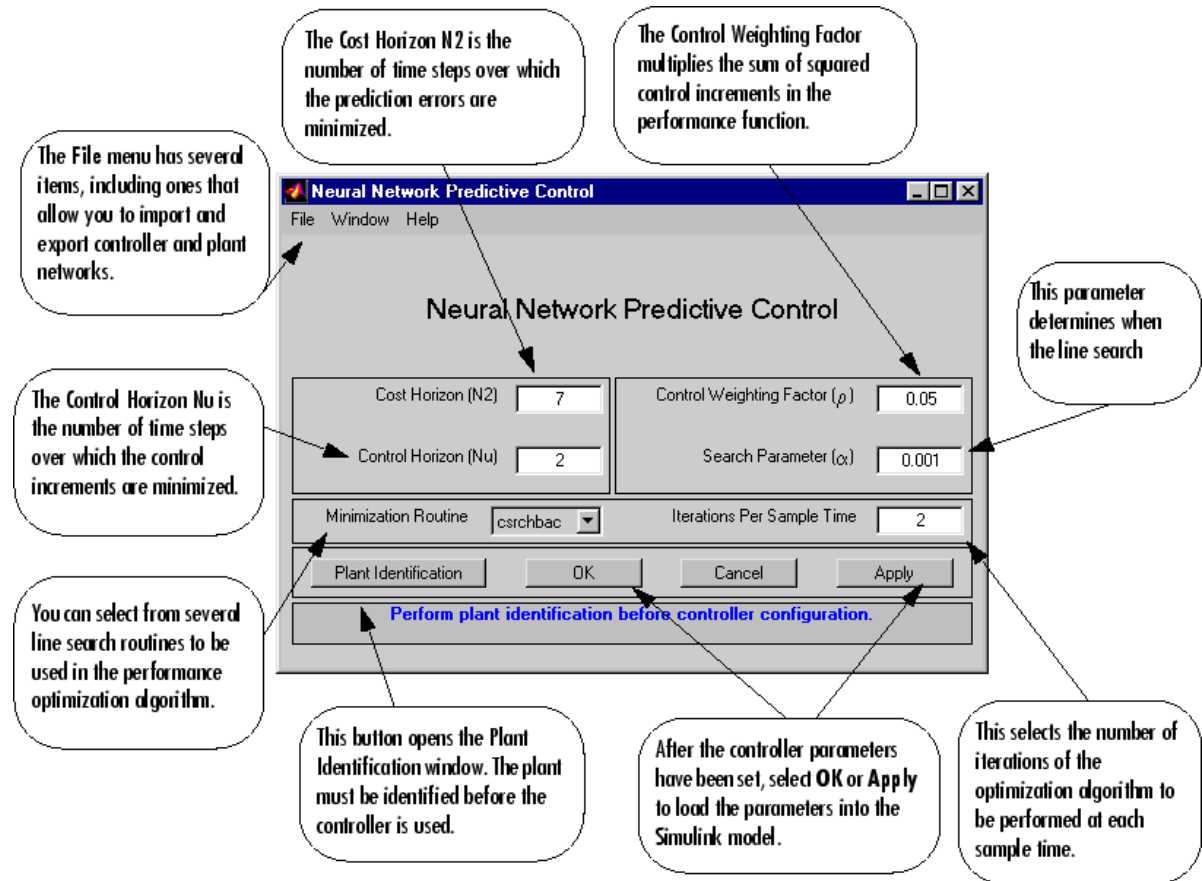 The Cost Horizon N2 is the
number of time steps over which
the prediction errors are
minimized.
The Control Weighting Factor
multiplies the sum of squared
control increments in the
performance function.
The File menu has several
items, including ones that
allow you to import and
export controller and plant
networks.
Neural Network Predictive Control
File Window Help
Neural Network Predictive Control
This parameter
determines when
the line search
The Control Horizon Nu is
the number of time steps
over which the control
increments are minimized.
Cost Horizon (N2) 7
Control Weighting Factor (ρ) 0.05
Control Horizon (Nu) 2
Search Parameter (α) 0.001
Minimization Routine csrchbac
Iterations Per Sample Time 2
Plant Identification OK Cancel Apply
Perform plant identification before controller configuration.
You can select from several
line search routines to be
used in the performance
optimization algorithm.
This button opens the Plant
Identification window. The plant
must be identified before the
controller is used.
After the controller parameters
have been set, select OK or Apply
to load the parameters into the
Simulink model.
This selects the number of
iterations of the
optimization algorithm to
be performed at each
sample time.